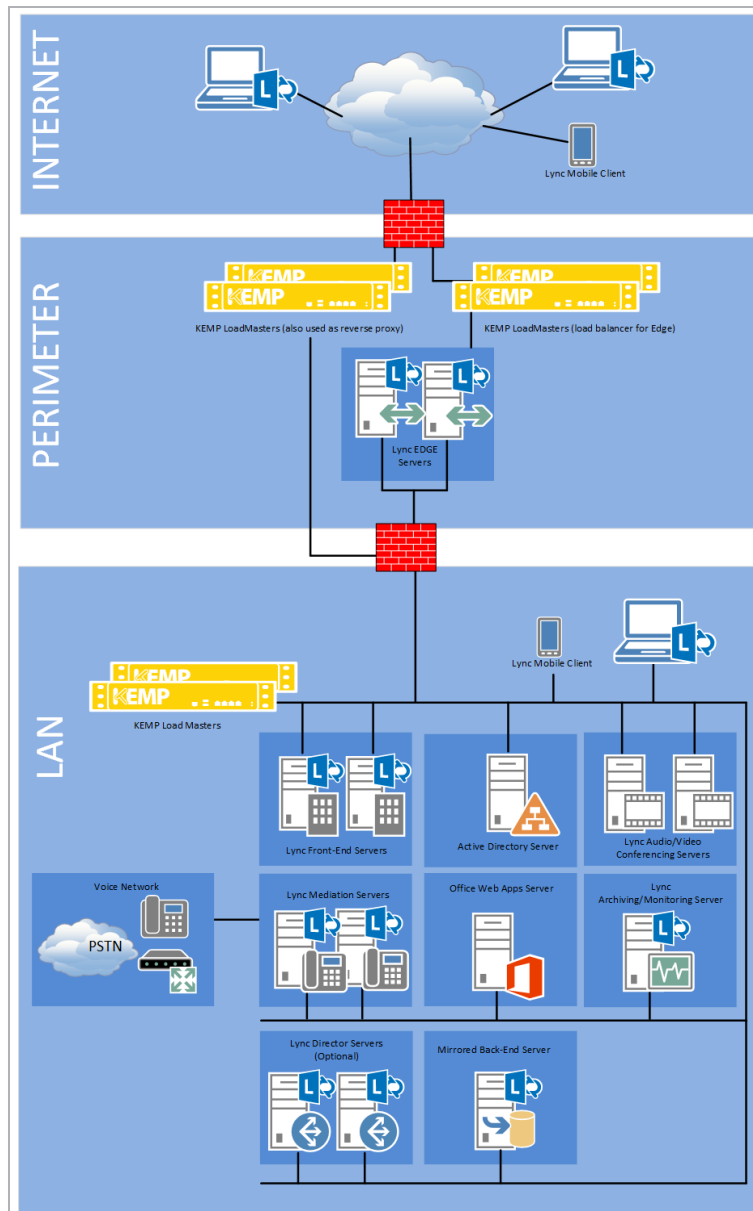 INTERNET
L
L
Lync Mobile Client
PERIMETER
KEMP
KEMP
KEMP
KEMP
KEMP LoadMasters (also used as reverse proxy)
KEMP LoadMasters (load balancer for Edge)
L
L
Lync EDGE
Servers
LAN
Lync Mobile Client
L
KEMP
KEMP
KEMP Load Masters
L
L
Lync Front-End Servers
Active Directory Server
Lync Audio/Video
Conferencing Servers
Voice Network
PSTN
Lync Mediation Servers
L
L
Office Web Apps Server
Lync
Archiving/Monitoring Server
L
Lync Director Servers
(Optional)
L
L
Mirrored Back-End Server
L